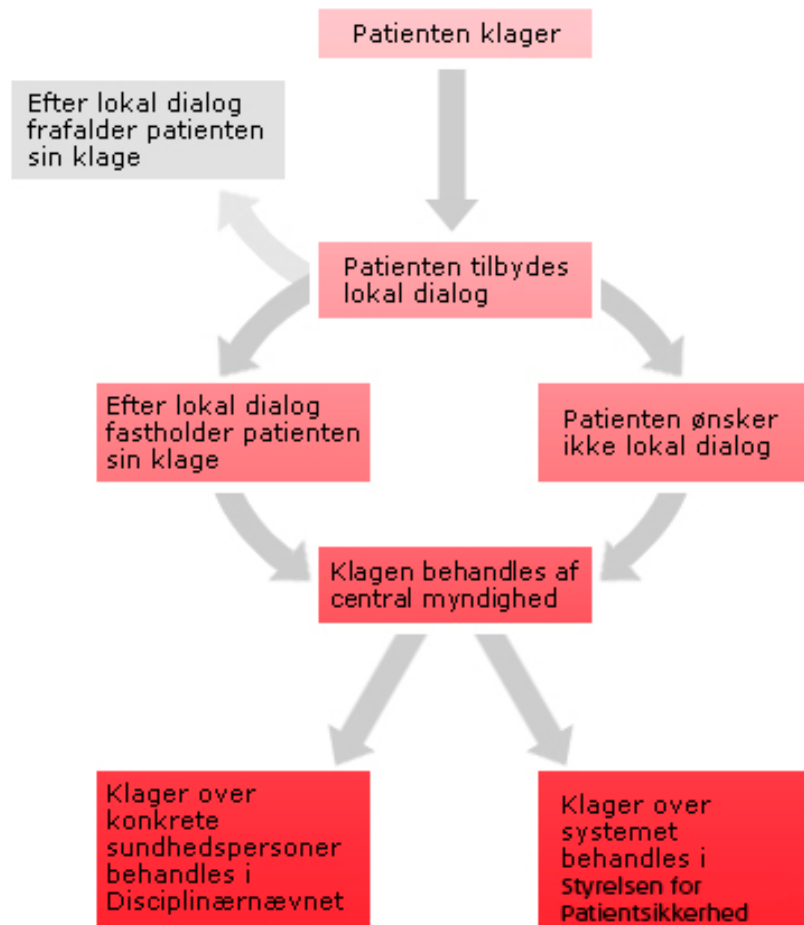 Patienten klager
Efter lokal dialog
frafalder patienten
sin klage
Patienten tilbydes
lokal dialog
Efter lokal dialog
fastholder patienten
sin klage
Patienten ønsker
ikke lokal dialog
Klagen behandles af
central myndighed
Klager over
konkrete
sundhedspersoner
behandles i
Disciplinærnævnet
Klager over
systemet
behandles i
Styrelsen for
Patientsikkerhed